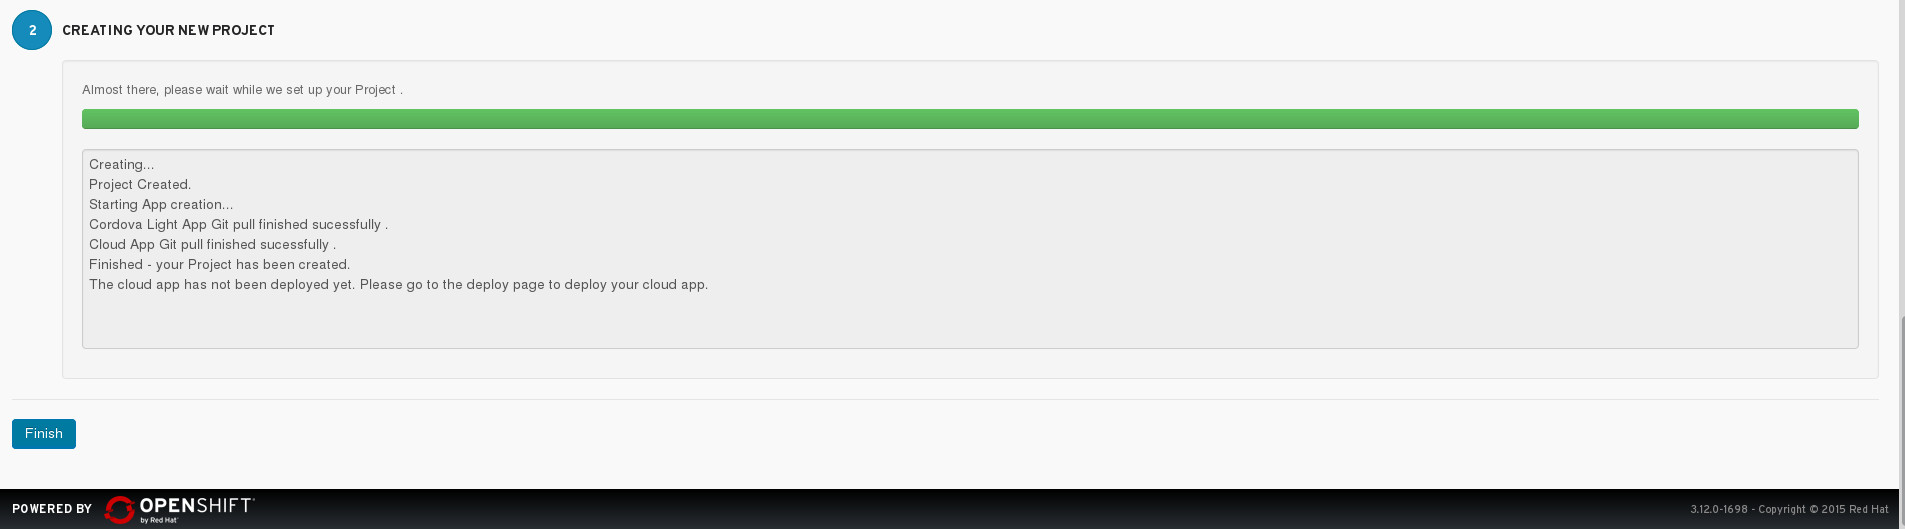 2
CREATING YOUR NEW PROJECT
Almost there, please wait while we set up your Project .
Creating...
Project Created.
Starting App creation...
Cordova Light App Git pull finished sucessfully .
Cloud App Git pull finished sucessfully .
Finished - your Project has been created.
The cloud app has not been deployed yet. Please go to the deploy page to deploy your cloud app.
Finish
POWERED BY
OPENSHIFT
by Red Hat
3.12.0-1698 - Copyright © 2015 Red Hat